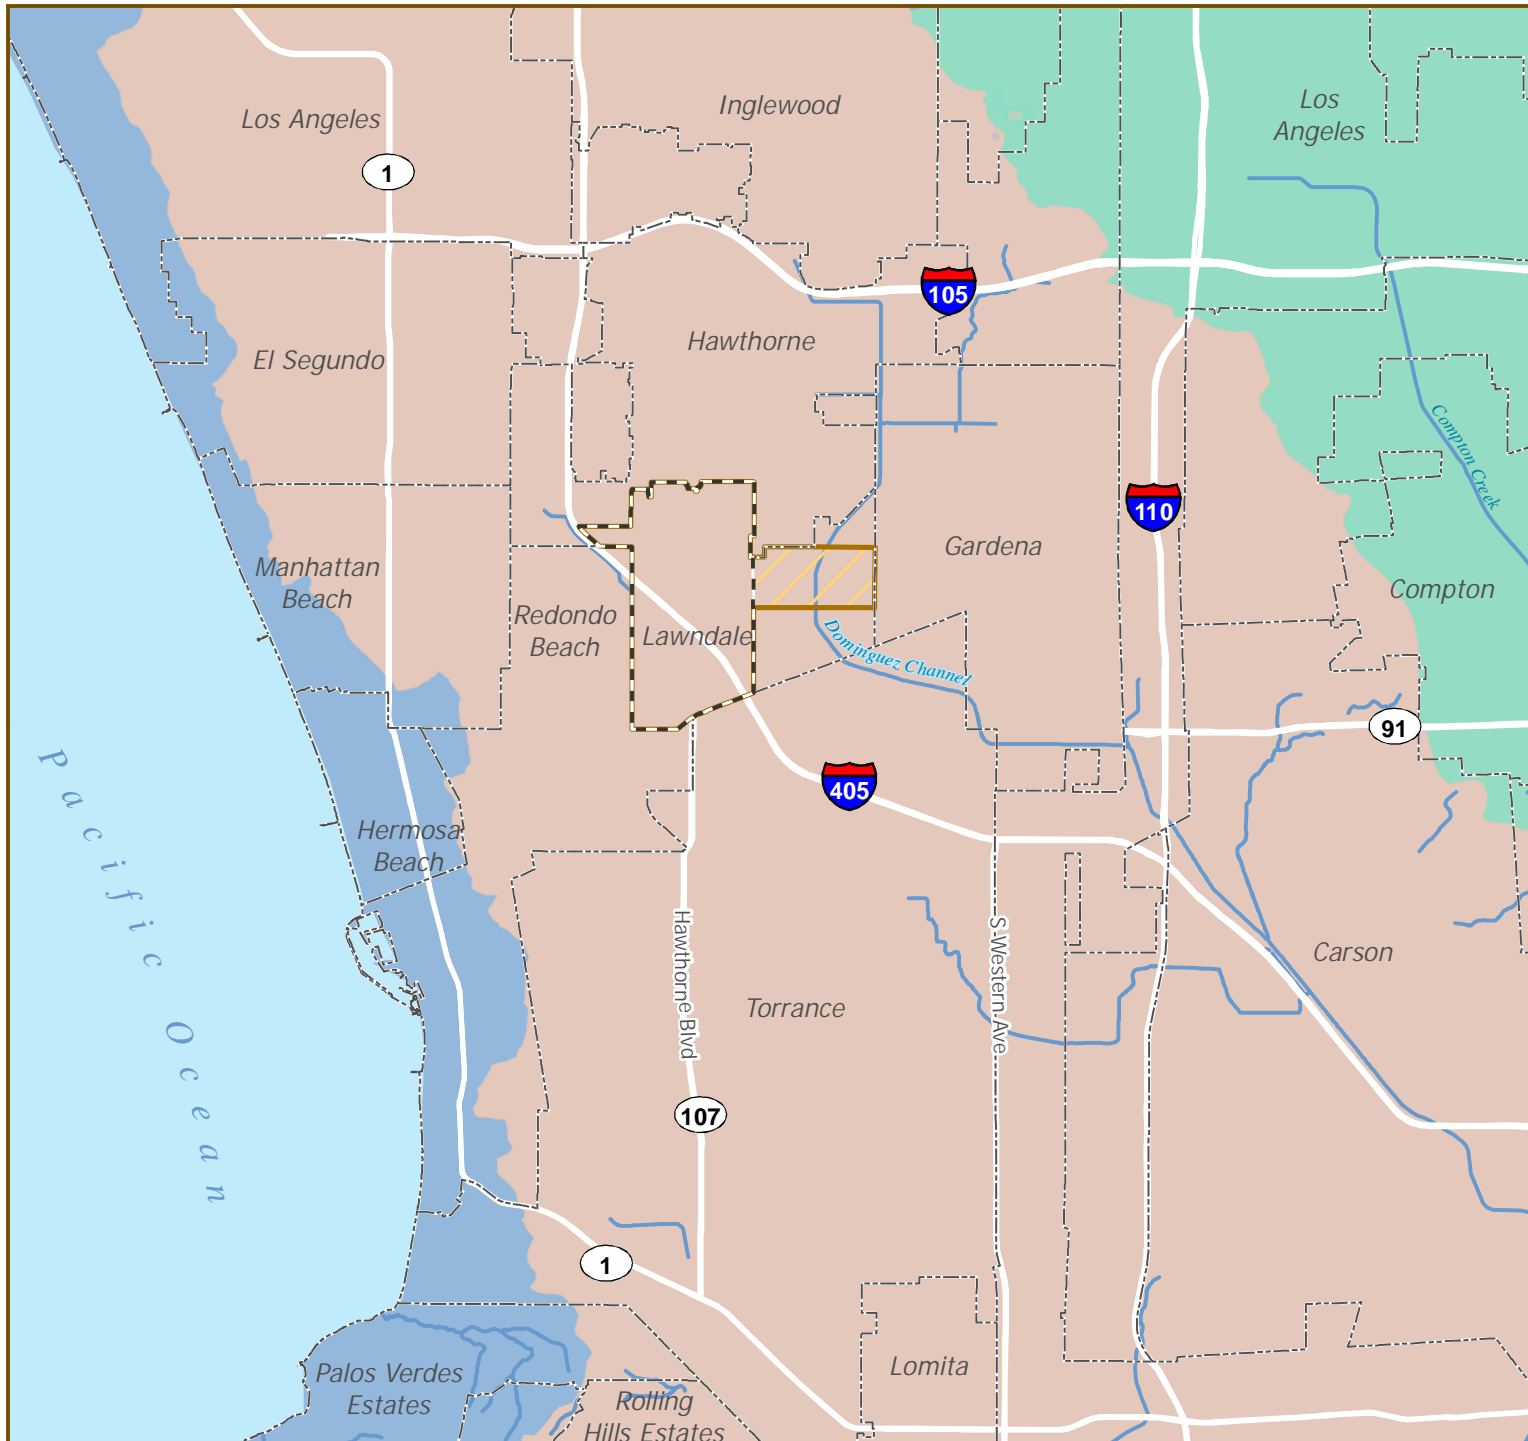 Los Angeles
Inglewood
Los
Angeles
1
105
El Segundo
Hawthorne
Compton Creek
110
Manhattan
Beach
Redondo
Beach
Lawndale
Gardena
Compton
Dominguez Channel
91
Pacific Ocean
405
Hermosa
Beach
Hawthorne Blvd
S Western Ave
Carson
Torrance
107
1
Palos Verdes
Estates
Rolling
Hills Estates
Lomita